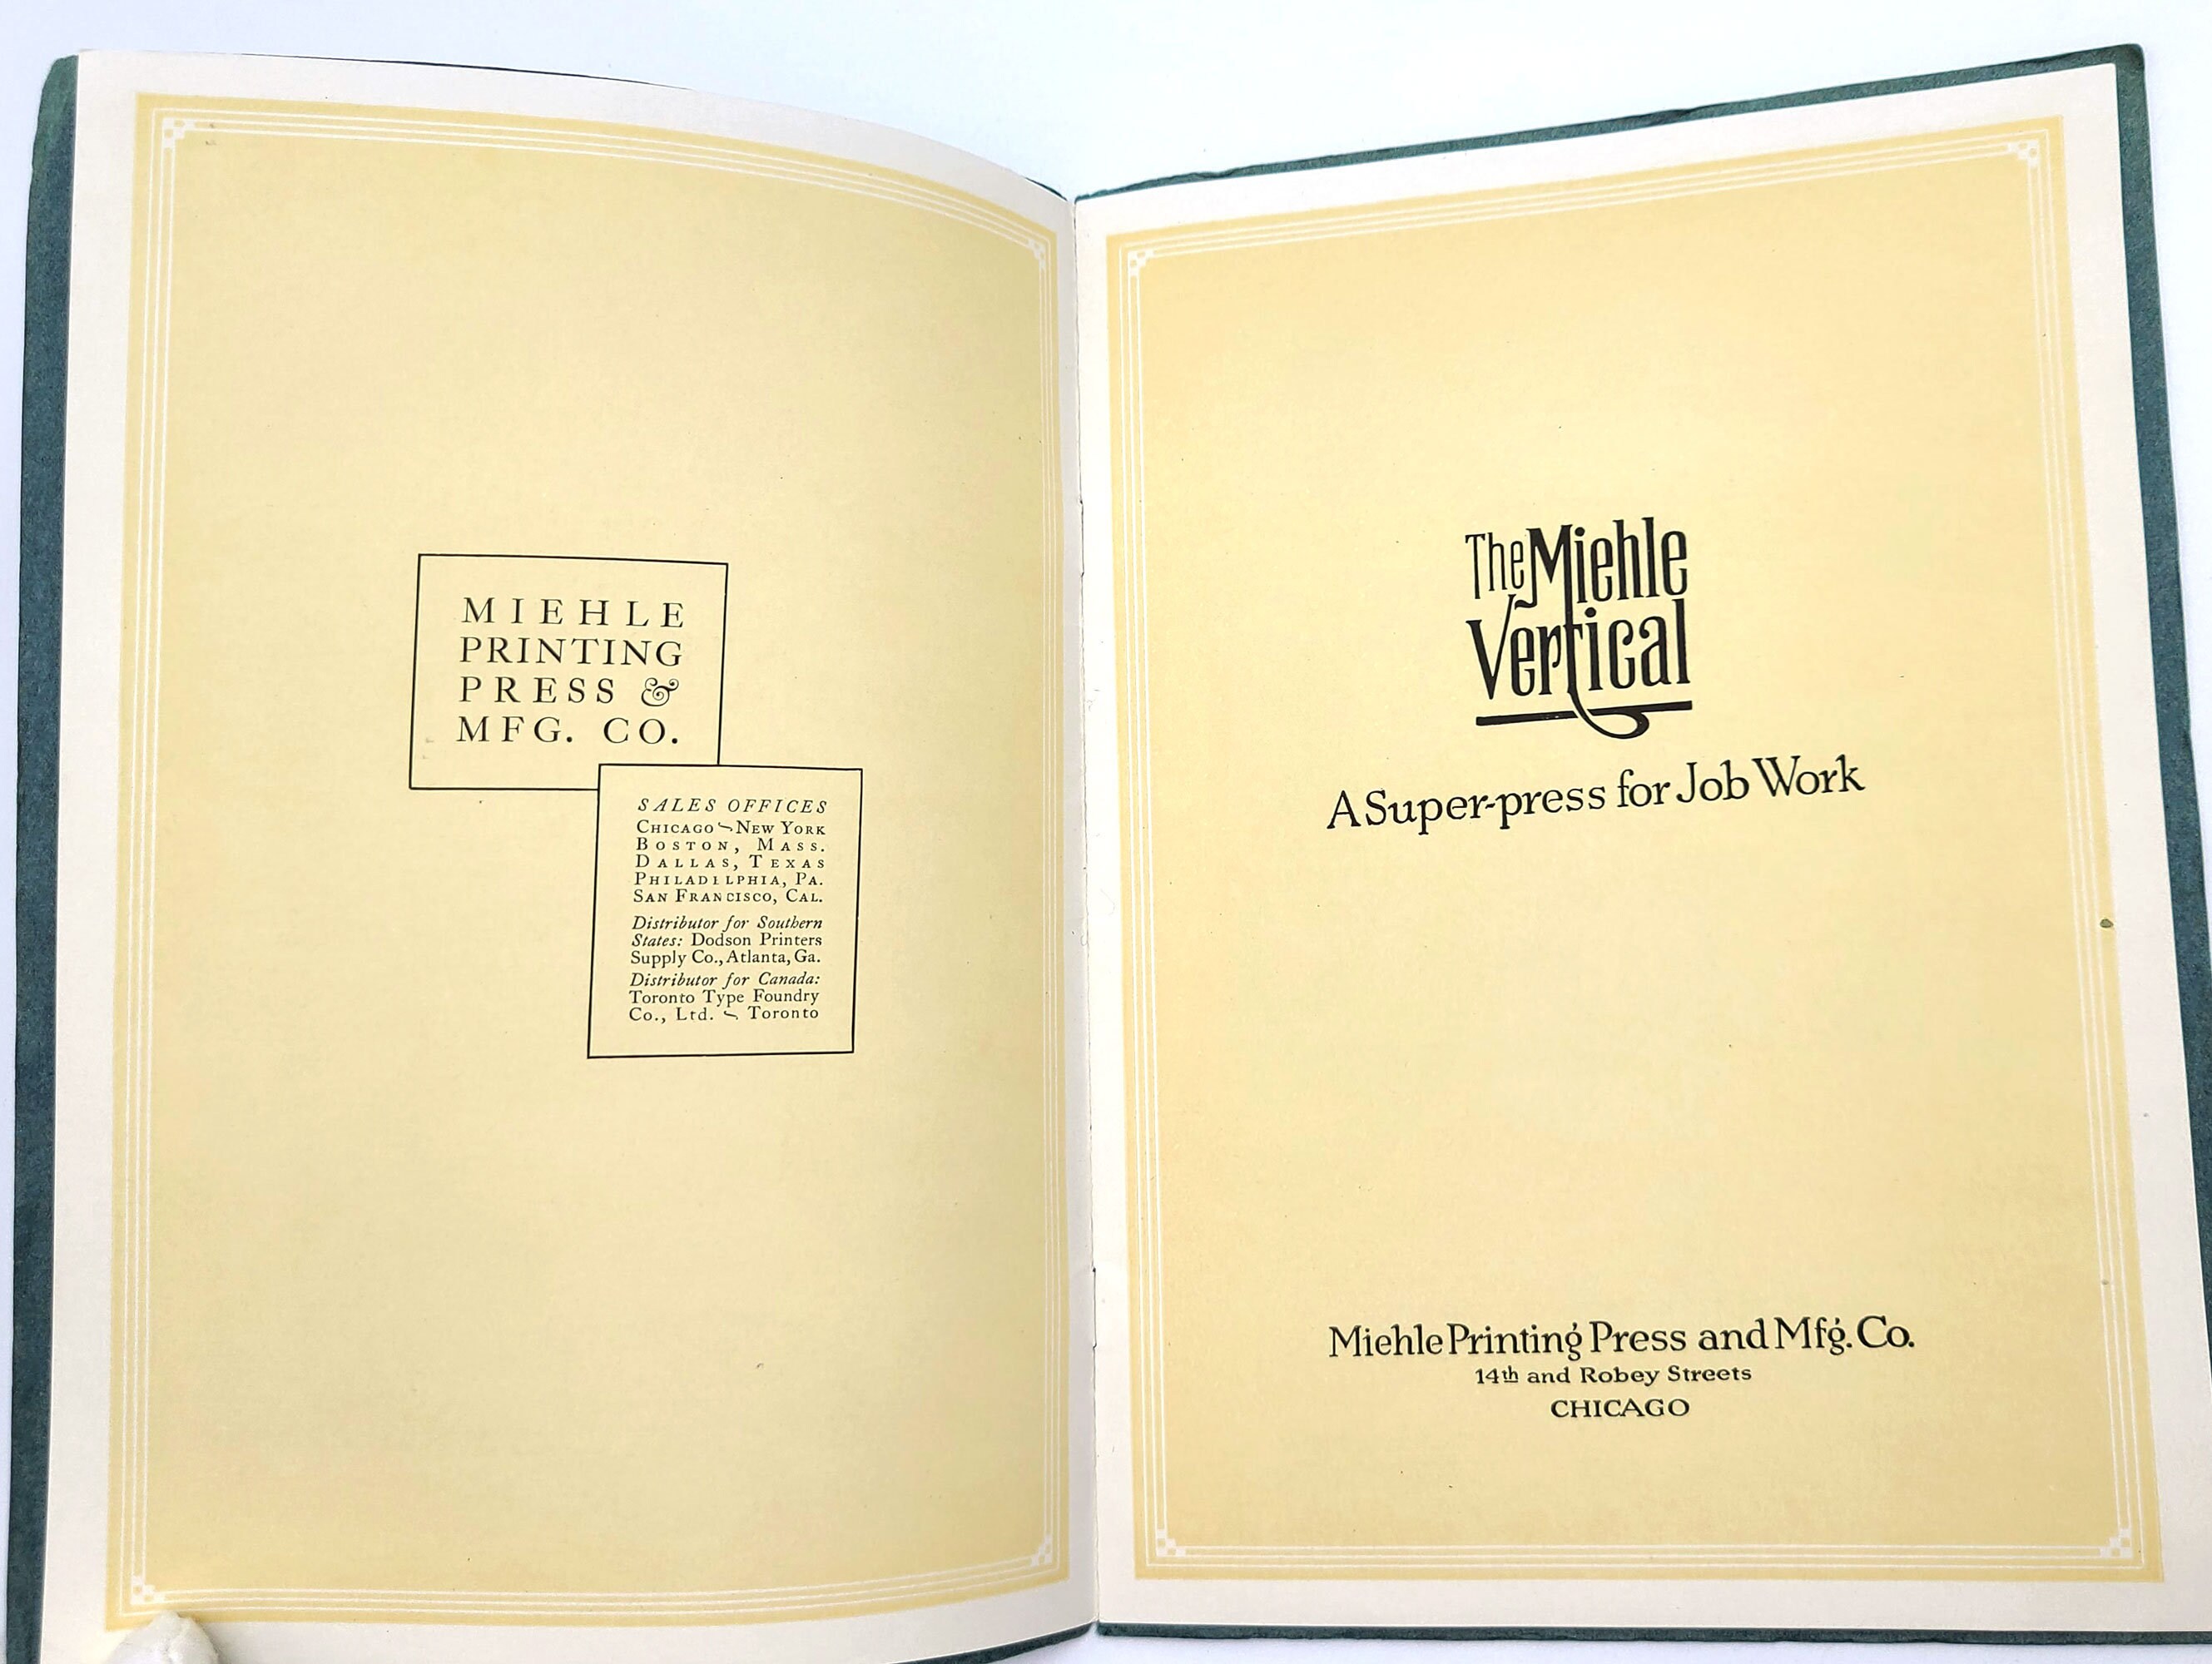 MIEHLE
PRINTING
PRESS &
MFG. CO.
SALES OFFICES
CHICAGO ~ NEW YORK
BOSTON, MASS.
DALLAS, TEXAS
PHILADELPHIA, PA.
SAN FRANCISCO, CAL.
Distributor for Southern
States: Dodson Printers
Supply Co., Atlanta, Ga.
Distributor for Canada:
Toronto Type Foundry
Co., Ltd. ~ Toronto
The Miehle
Vertical
A Super-press for Job Work
Miehle Printing Press and Mfg. Co.
14th and Robey Streets
CHICAGO